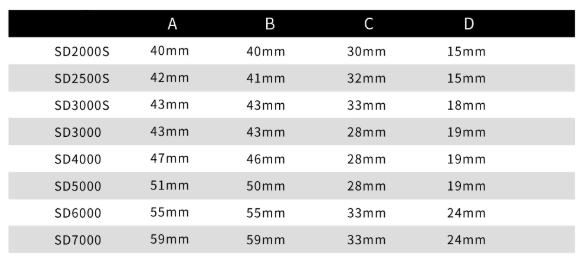 A B C D
SD2000S 40mm 40mm 30mm 15mm
SD2500S 42mm 41mm 32mm 15mm
SD3000S 43mm 43mm 33mm 18mm
SD3000 43mm 43mm 28mm 19mm
SD4000 47mm 46mm 28mm 19mm
SD5000 51mm 50mm 28mm 19mm
SD6000 55mm 55mm 33mm 24mm
SD7000 59mm 59mm 33mm 24mm